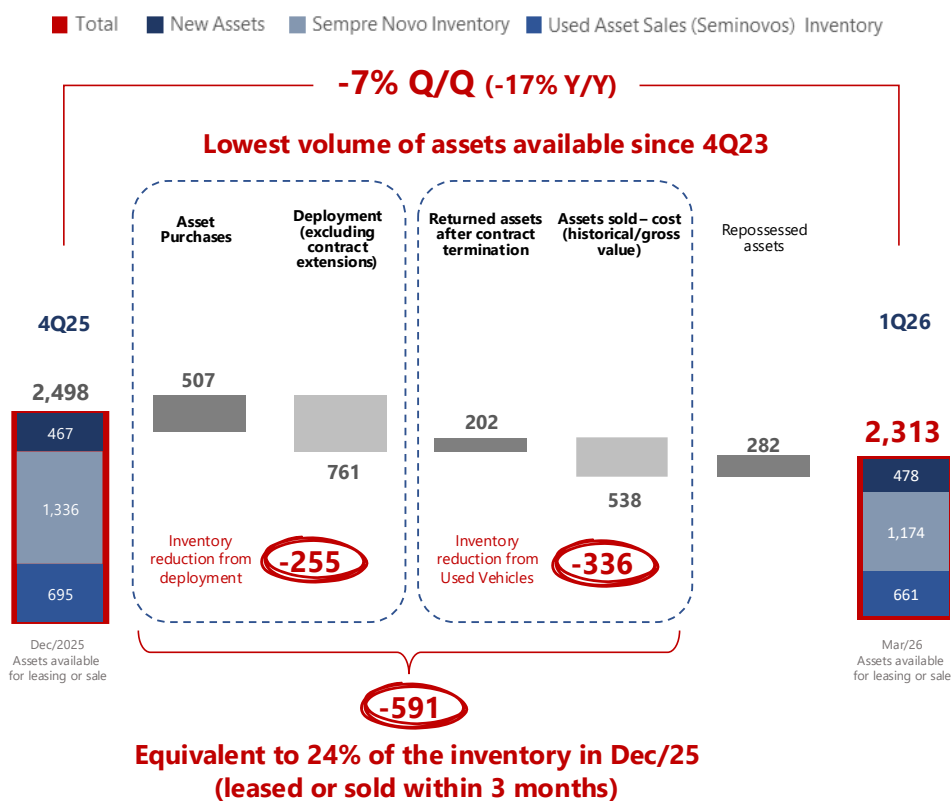 Total
New Assets
Sempre Novo Inventory
Used Asset Sales (Seminovos) Inventory
-7% Q/Q (-17% Y/Y)
Lowest volume of assets available since 4Q23
Asset
Purchases
Deployment
(excluding
contract
extensions)
Returned assets
after contract
termination
Assets sold – cost
(historical/gross
value)
Repossessed
assets
4Q25
2,498
467
1,336
695
Dec/2025
Assets available
for leasing or sale
507
761
Inventory
reduction from
deployment
-255
202
538
Inventory
reduction from
Used Vehicles
-336
282
1Q26
2,313
478
1,174
661
Mar/26
Assets available
for leasing or sale
-591
Equivalent to 24% of the inventory in Dec/25
(leased or sold within 3 months)